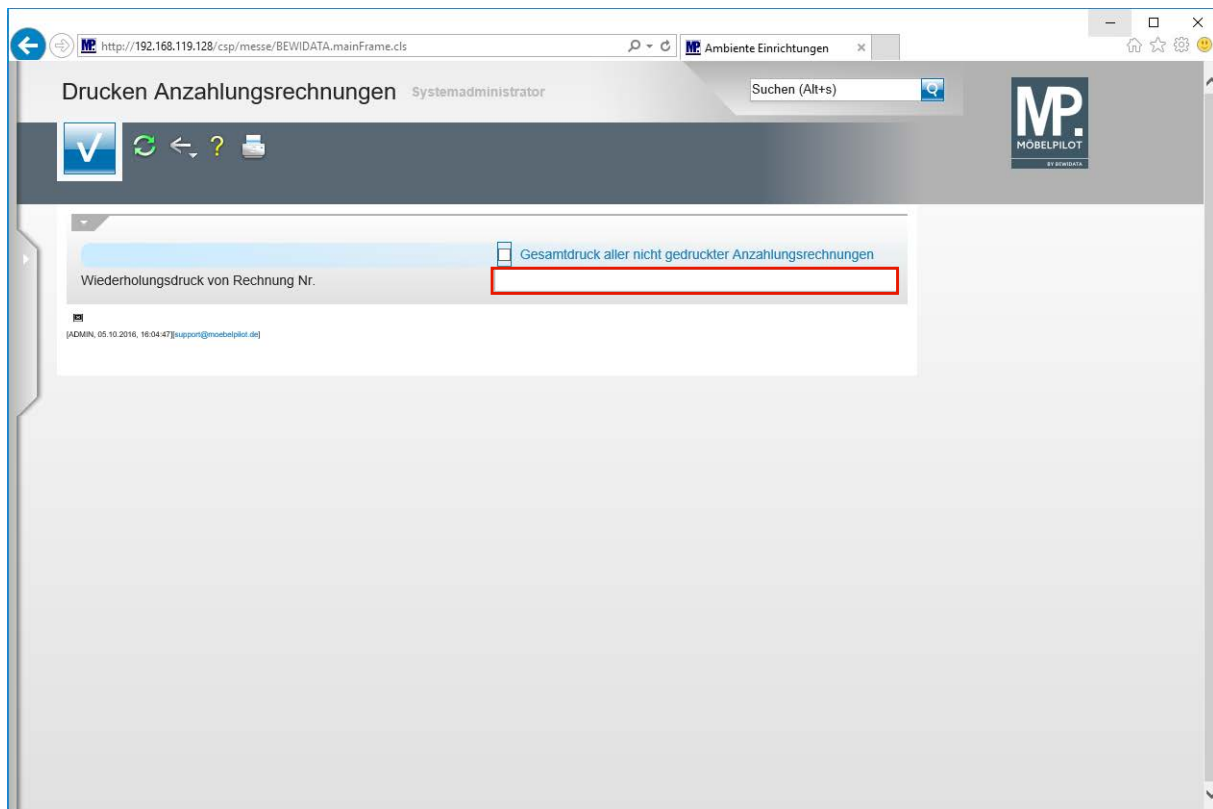 http://192.168.119.128/csp/messe/BEWIDATA.mainFrame.cls
MP. Ambiente Einrichtungen
Drucken Anzahlungsrechnungen Systemadministrator
Suchen (Alt+s)
MP.
MÖBELPILOT
BY BEWIDATA
Gesamtdruck aller nicht gedruckter Anzahlungsrechnungen
Wiederholungsdruck von Rechnung Nr.
[ADMIN, 05.10.2016, 16:04:47][support@moebelpilot.de]